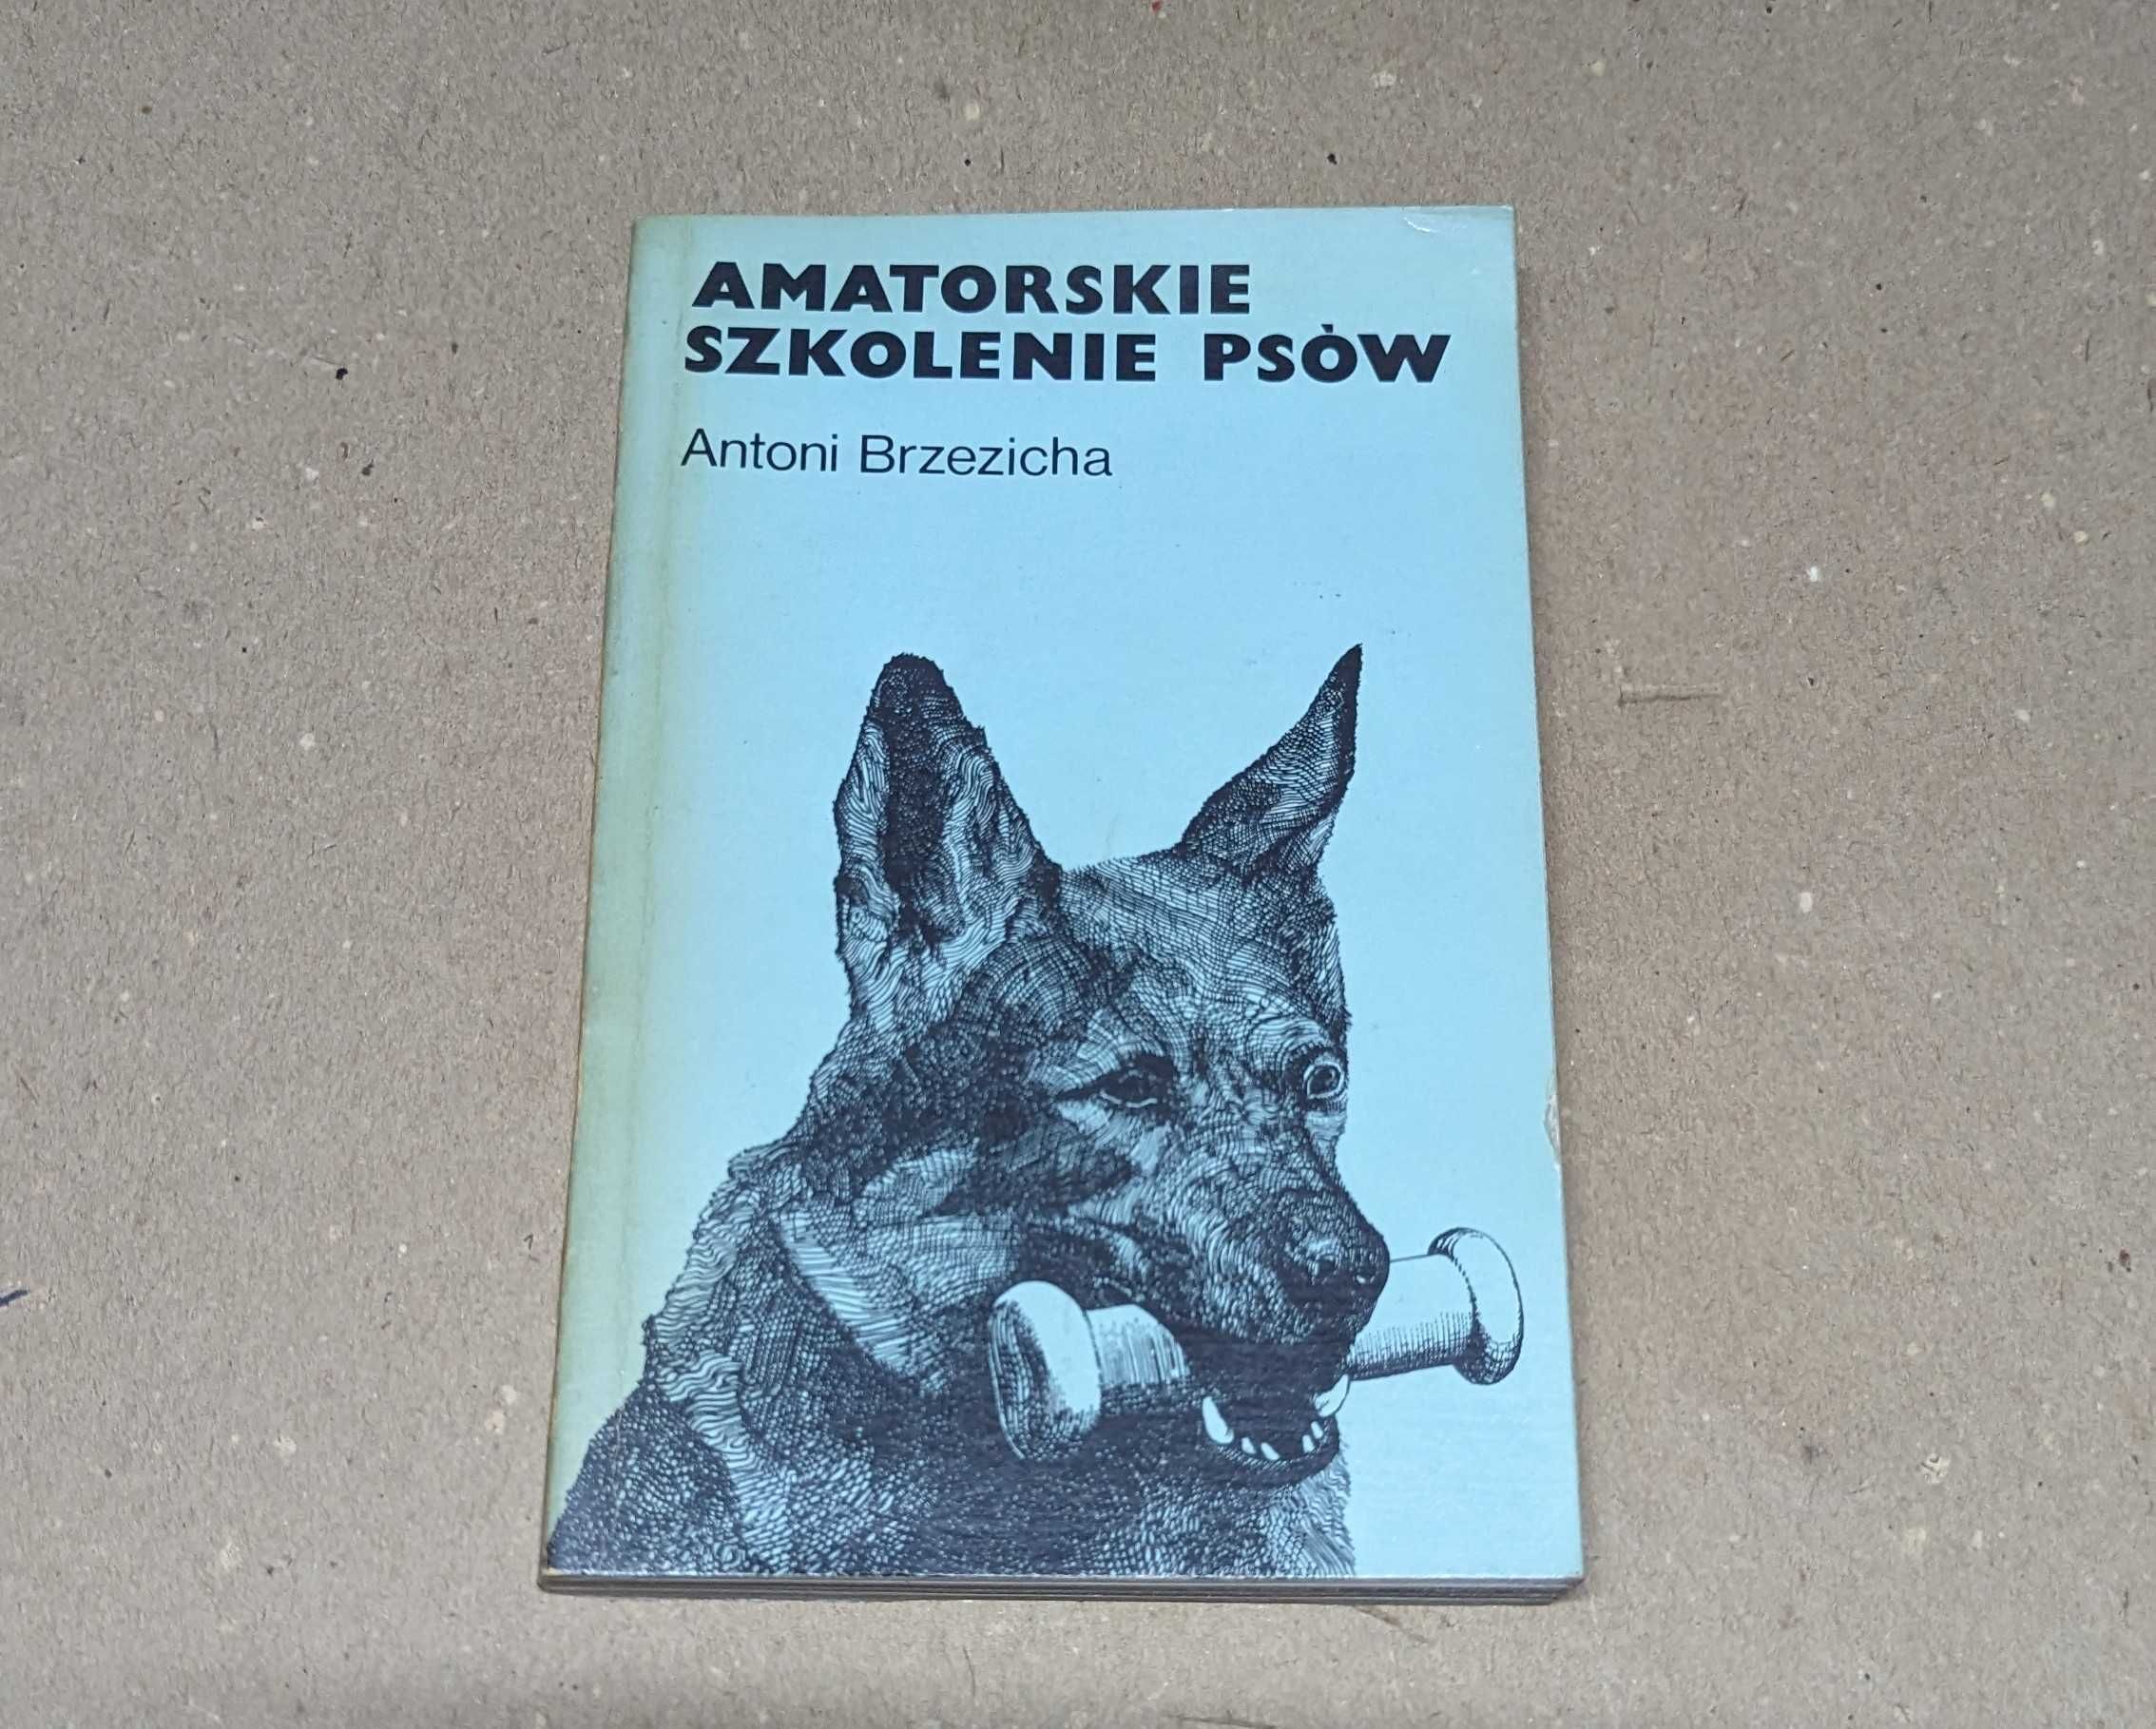 AMATORSKIE
SZKOLENIE PSÓW
Antoni Brzezicha